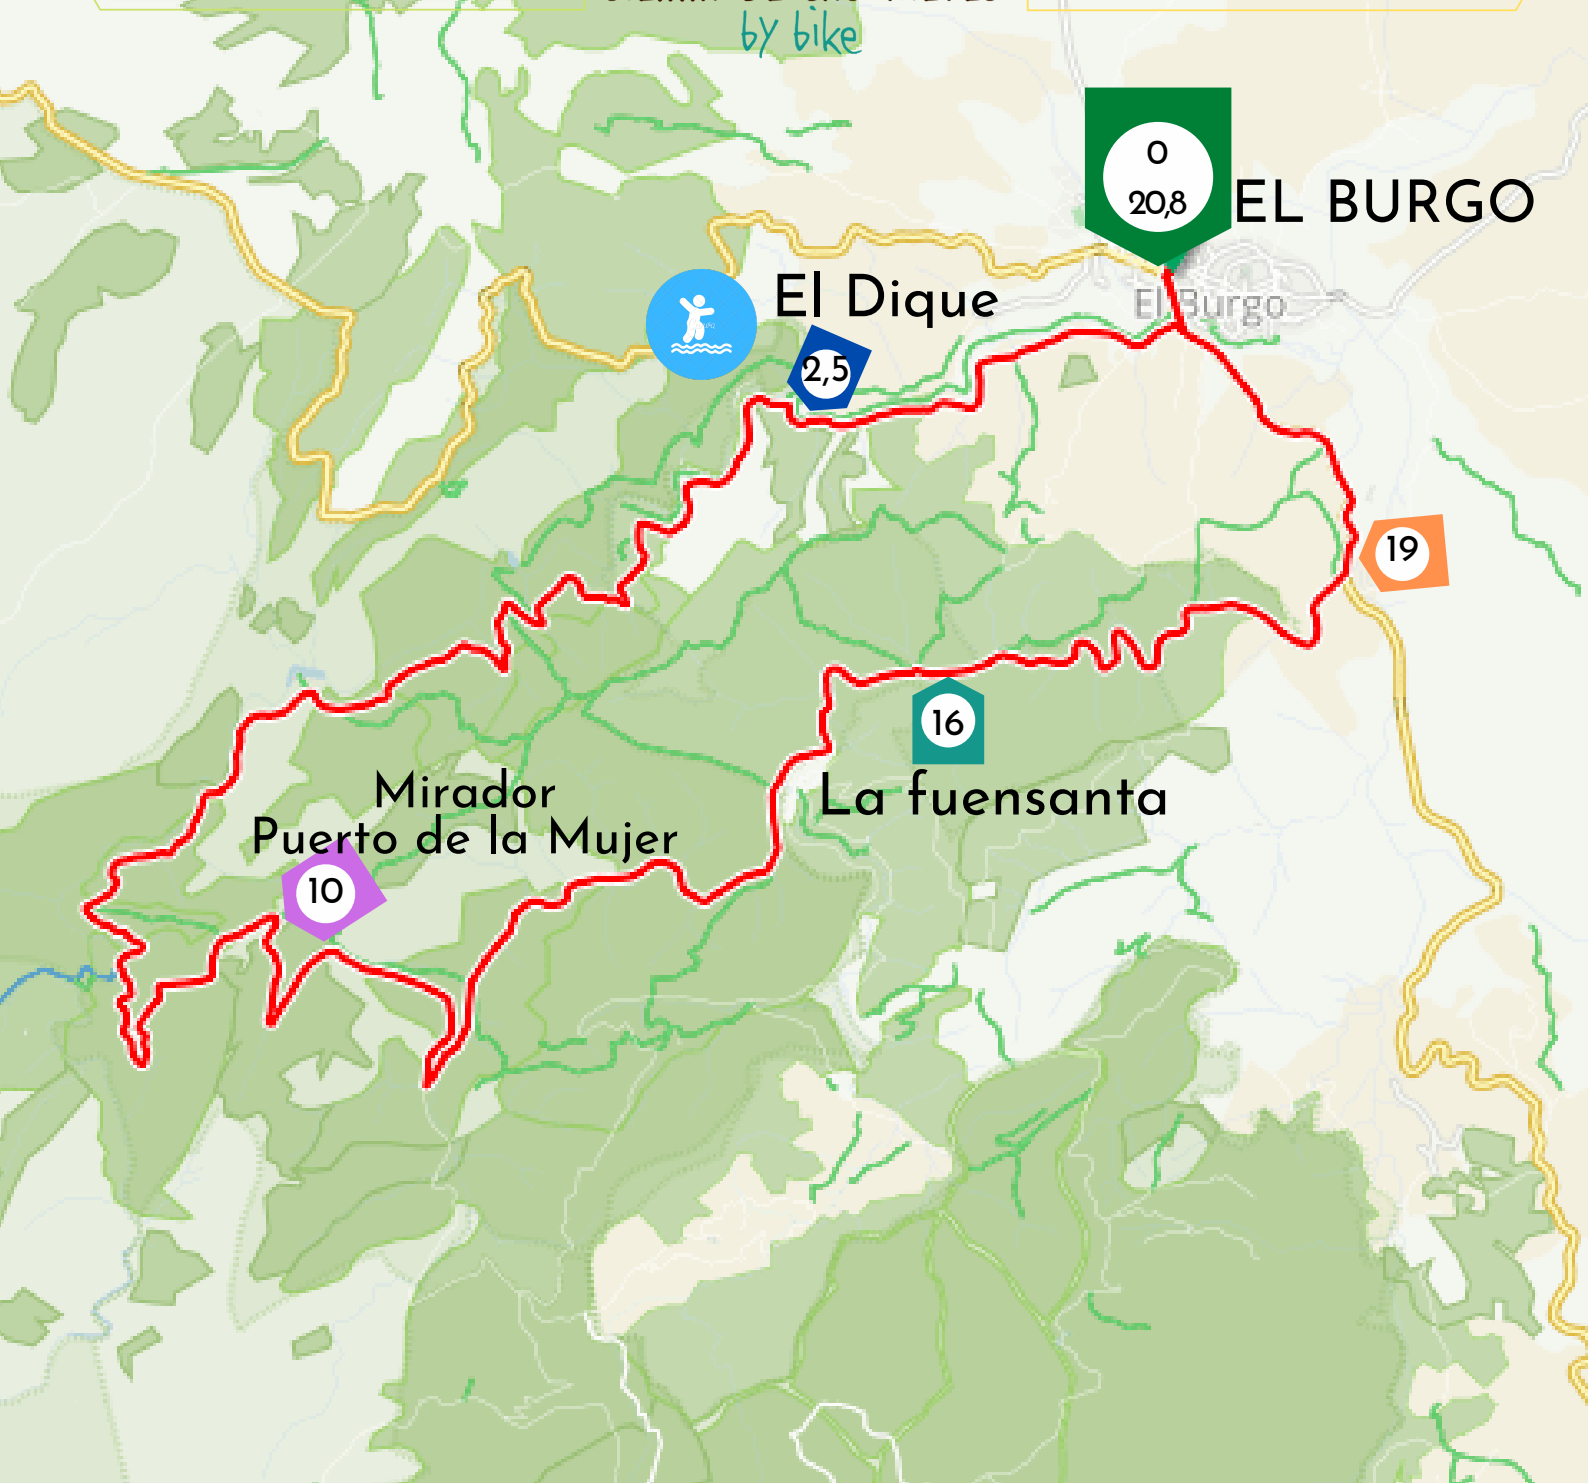 by bike
0
20,8
EL BURGO
El Dique
El Burgo
2,5
19
16
La fuensanta
Mirador
Puerto de la Mujer
10